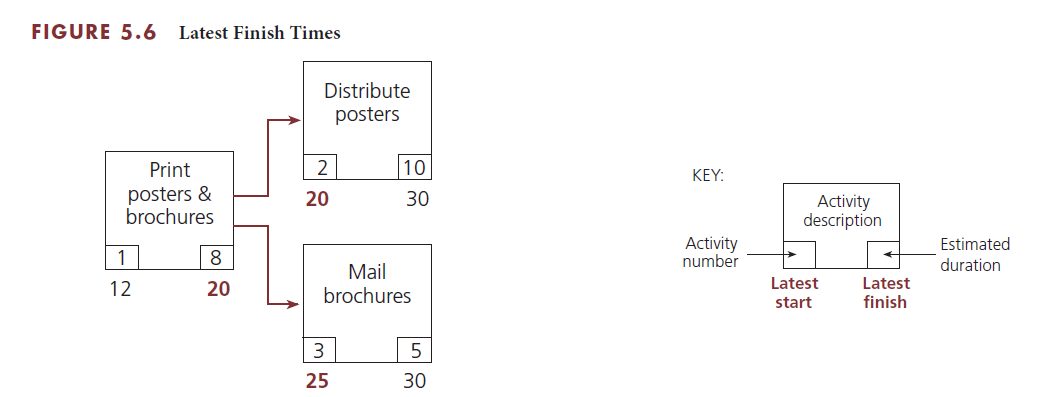 FIGURE 5.6 Latest Finish Times
Distribute
posters
2 10
20 30
Print
posters &
brochures
1 8
12 20
Mail
brochures
3 5
25 30
KEY:
Activity
description
Activity
number
Estimated
duration
Latest
start
Latest
finish